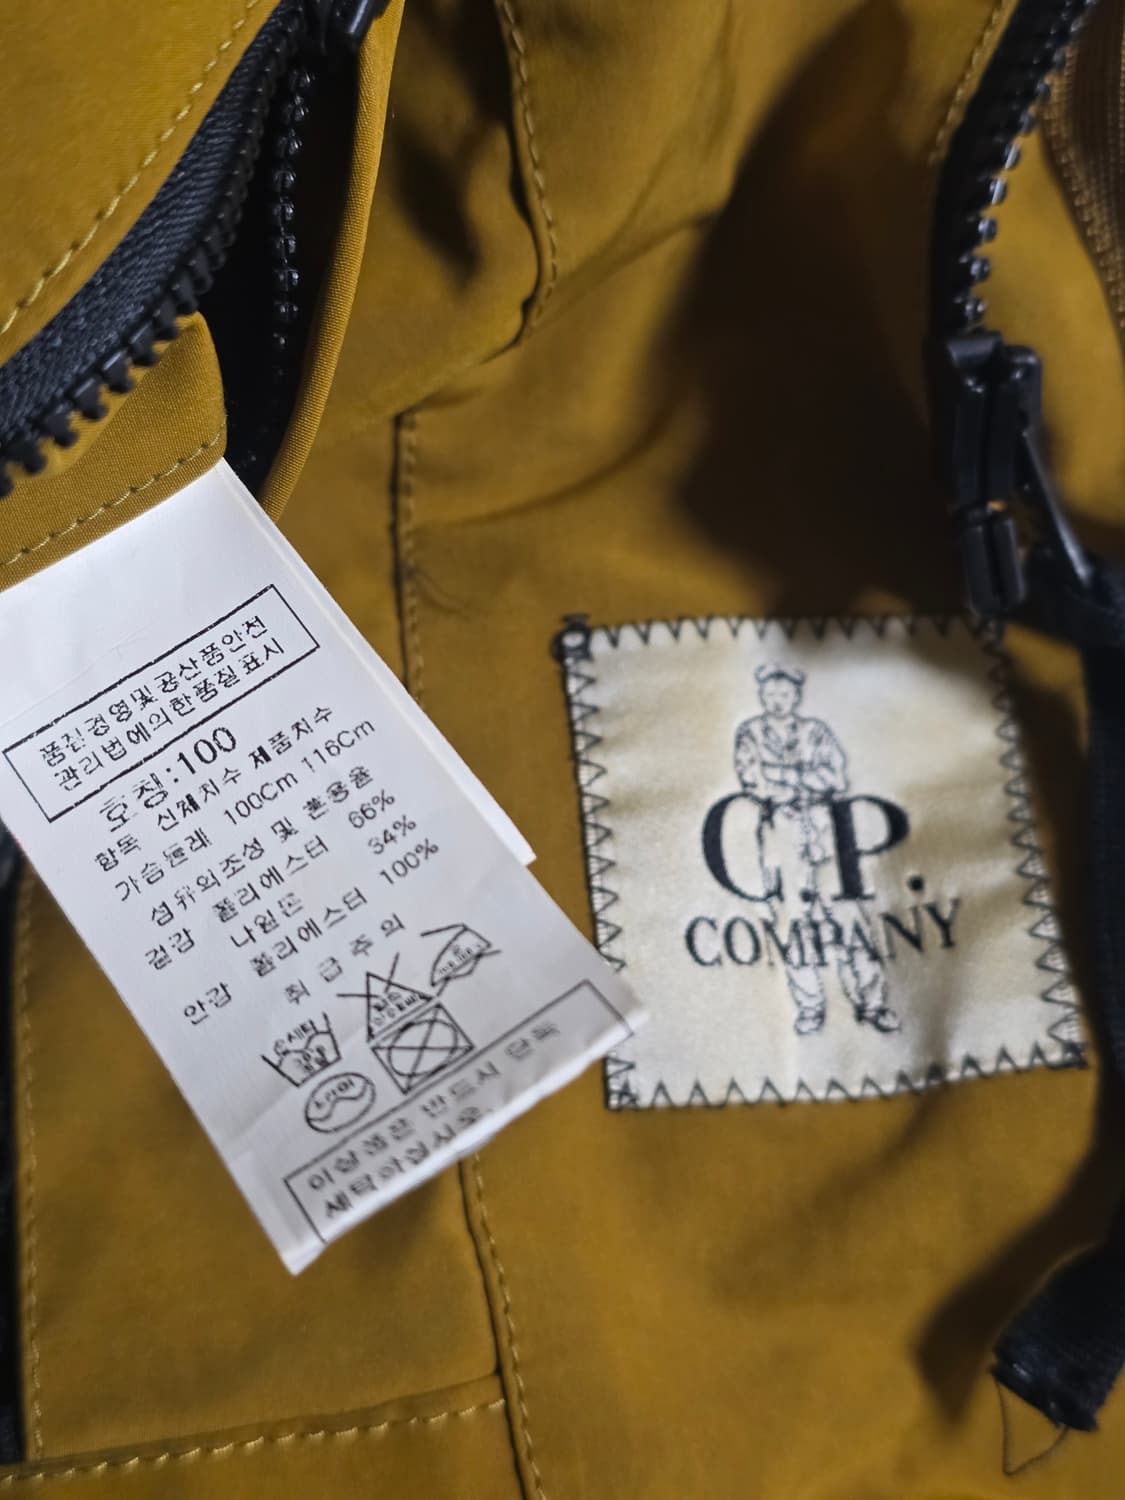 품질경영및공산품안전
관리법에의한품질표시
호칭:100
항목 신체치수 제품치수
가슴둘레 100Cm 116Cm
섬유의조성 및 혼용율
겉감 폴리에스터 66%
나일론 34%
안감 폴리에스터 100%
취 급 주 의
이상품은 반드시 단독
세탁하십시오
C.P.
COMPANY